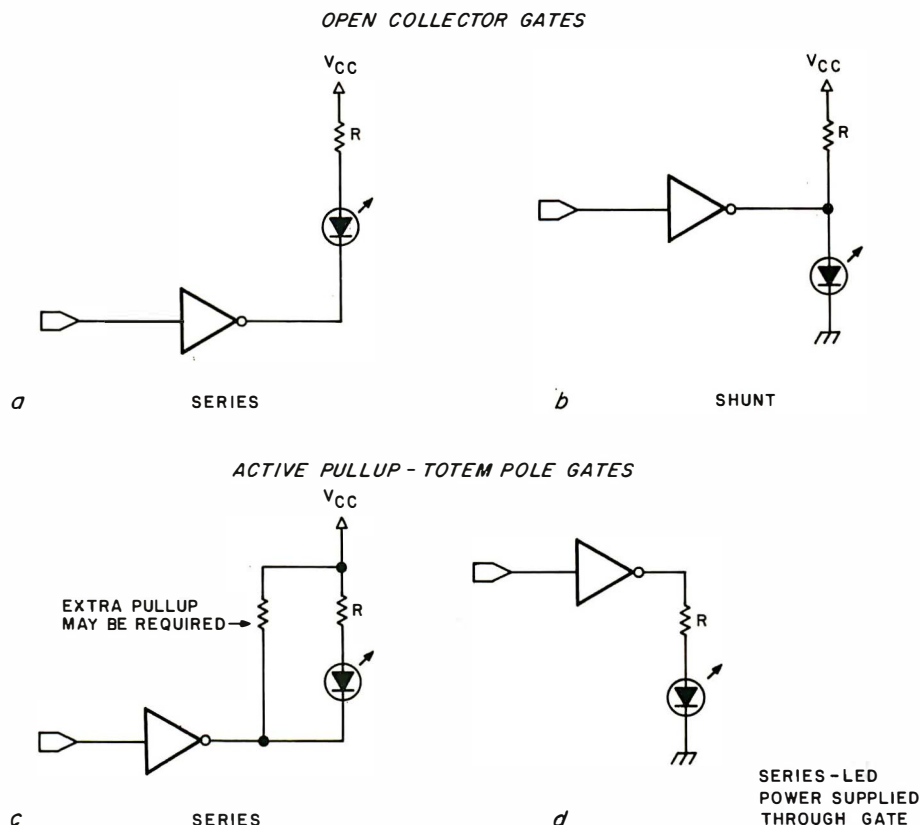 OPEN COLLECTOR GATES
VCC
R
a
SERIES
VCC
R
b
SHUNT
ACTIVE PULLUP - TOTEM POLE GATES
VCC
EXTRA PULLUP
MAY BE REQUIRED
R
c
SERIES
R
d
SERIES-LED
POWER SUPPLIED
THROUGH GATE